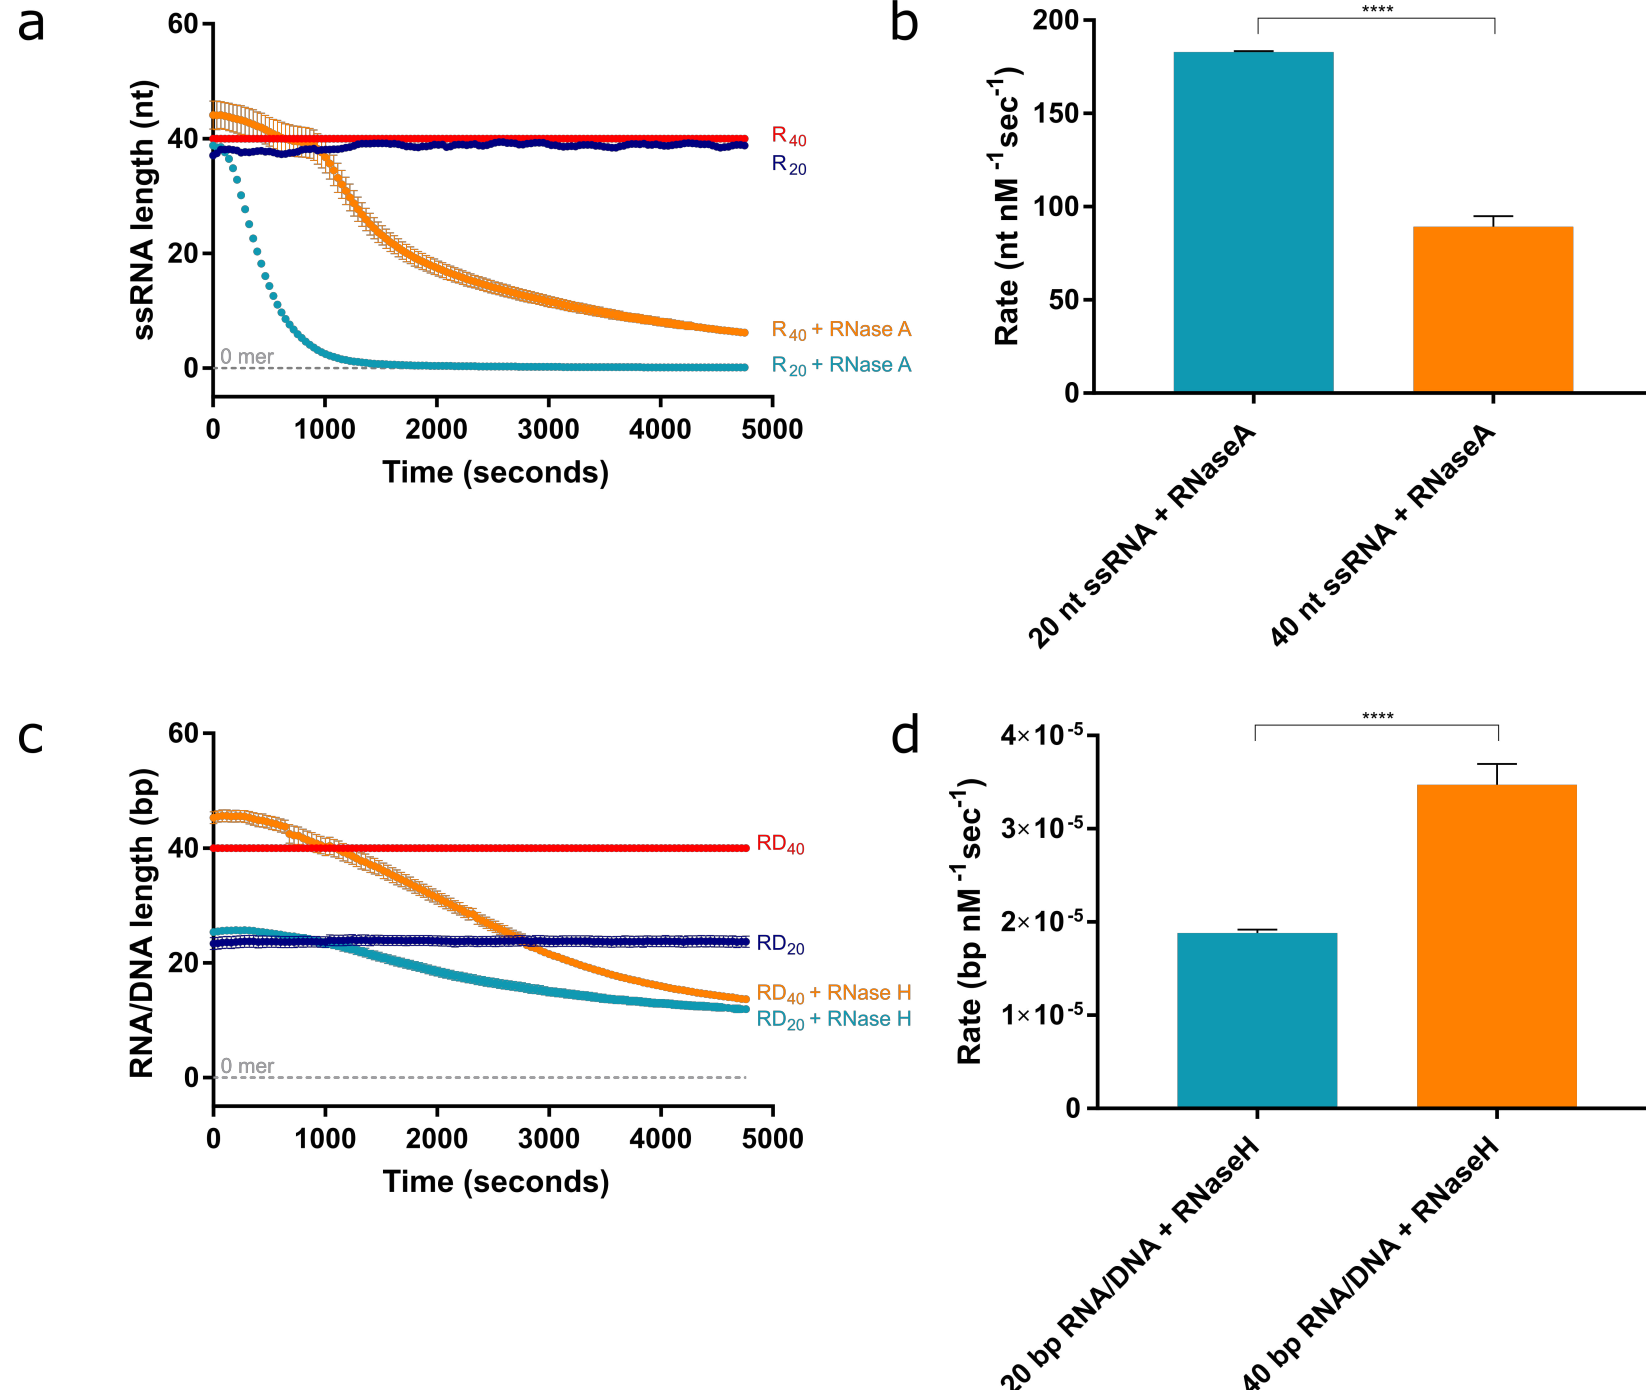 a
60
40
20
0
ssRNA length (nt)
0 mer
R40
R20
R40 + RNase A
R20 + RNase A
0 1000 2000 3000 4000 5000
Time (seconds)
b
****
200
150
100
50
0
Rate (nt nM-1 sec-1)
20 nt ssRNA + RNaseA
40 nt ssRNA + RNaseA
c
60
40
20
0
RNA/DNA length (bp)
0 mer
RD40
RD20
RD40 + RNase H
RD20 + RNase H
0 1000 2000 3000 4000 5000
Time (seconds)
d
****
4×10-5
3×10-5
2×10-5
1×10-5
0
Rate (bp nM-1 sec-1)
20 bp RNA/DNA + RNaseH
40 bp RNA/DNA + RNaseH